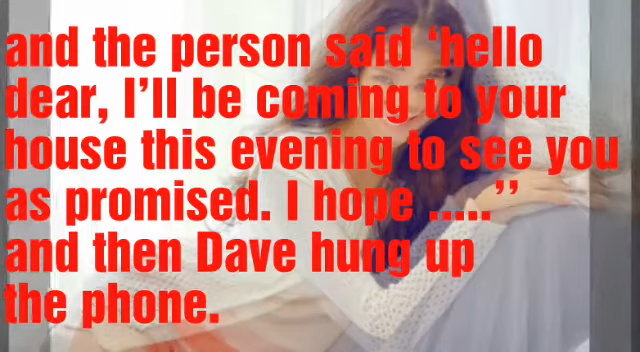 and the person said ‘hello
dear, I’ll be coming to your
house this evening to see you
as promised. I hope .....’’
and then Dave hung up
the phone.